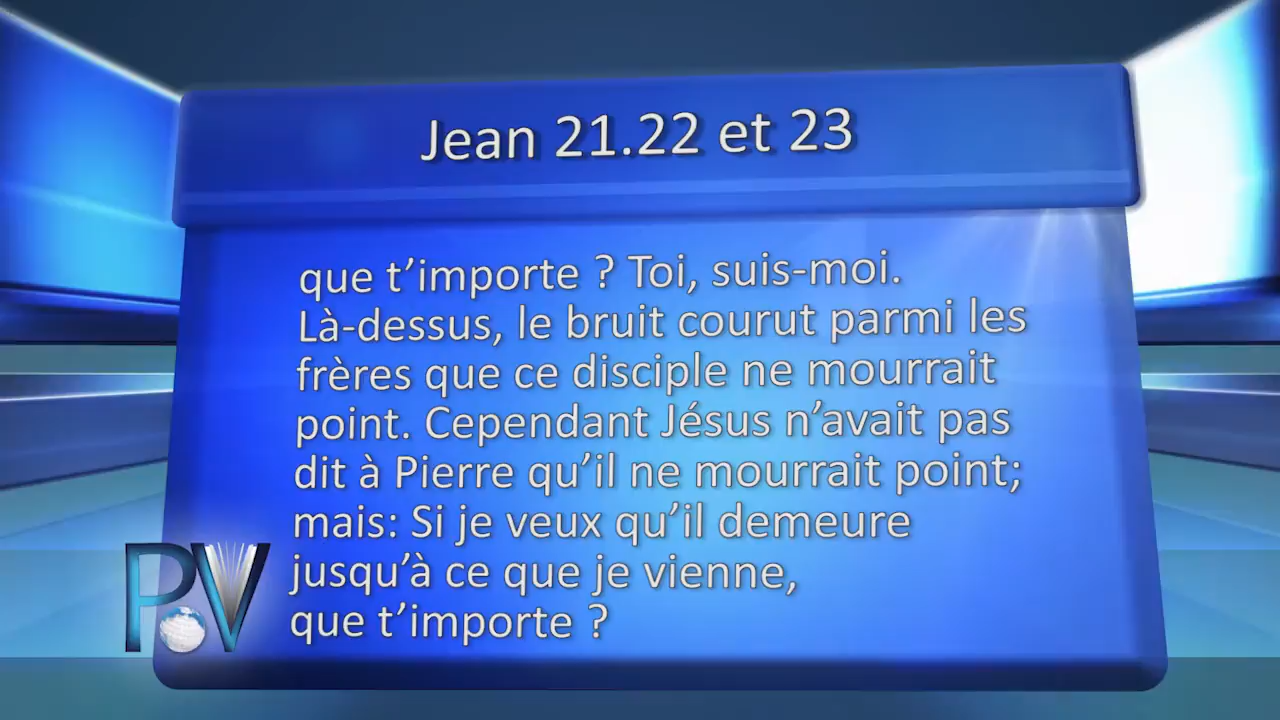 Jean 21.22 et 23
que t’importe ? Toi, suis-moi.
Là-dessus, le bruit courut parmi les
frères que ce disciple ne mourrait
point. Cependant Jésus n’avait pas
dit à Pierre qu’il ne mourrait point;
mais: Si je veux qu’il demeure
jusqu’à ce que je vienne,
que t’importe ?
PV